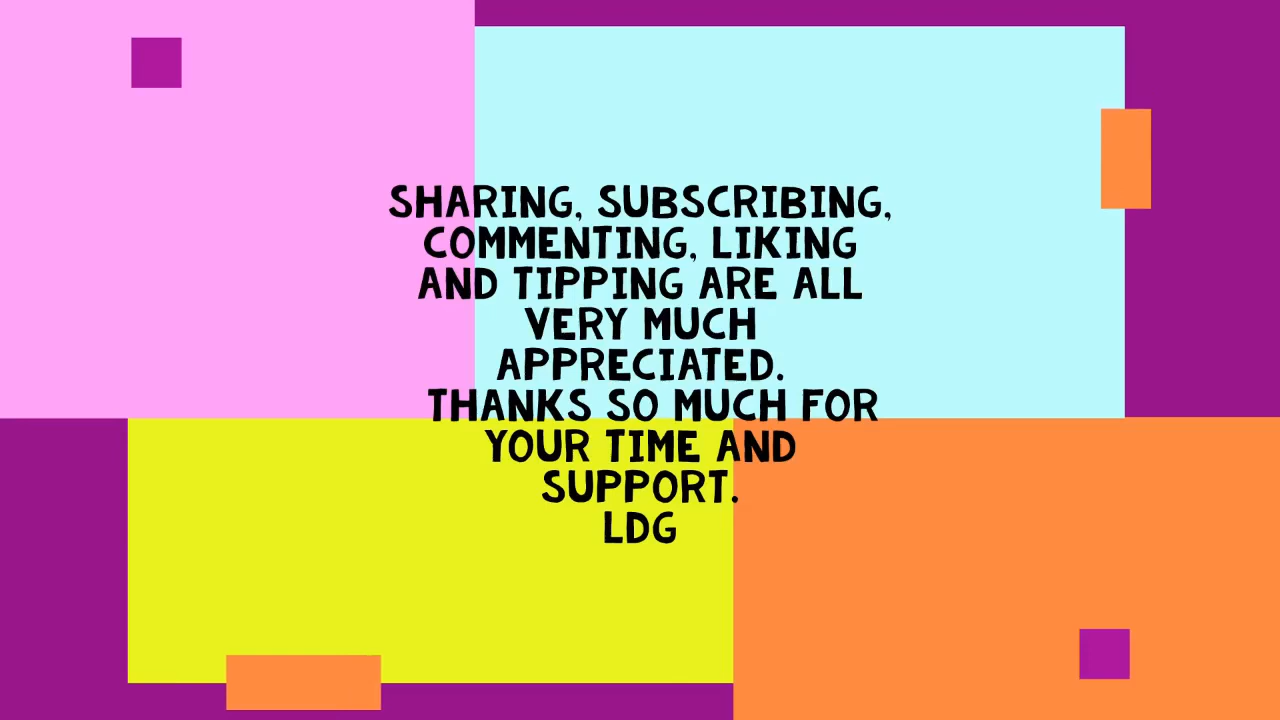 SHARING, SUBSCRIBING,
COMMENTING, LIKING
AND TIPPING ARE ALL
VERY MUCH
APPRECIATED.
THANKS SO MUCH FOR
YOUR TIME AND
SUPPORT.
LDG